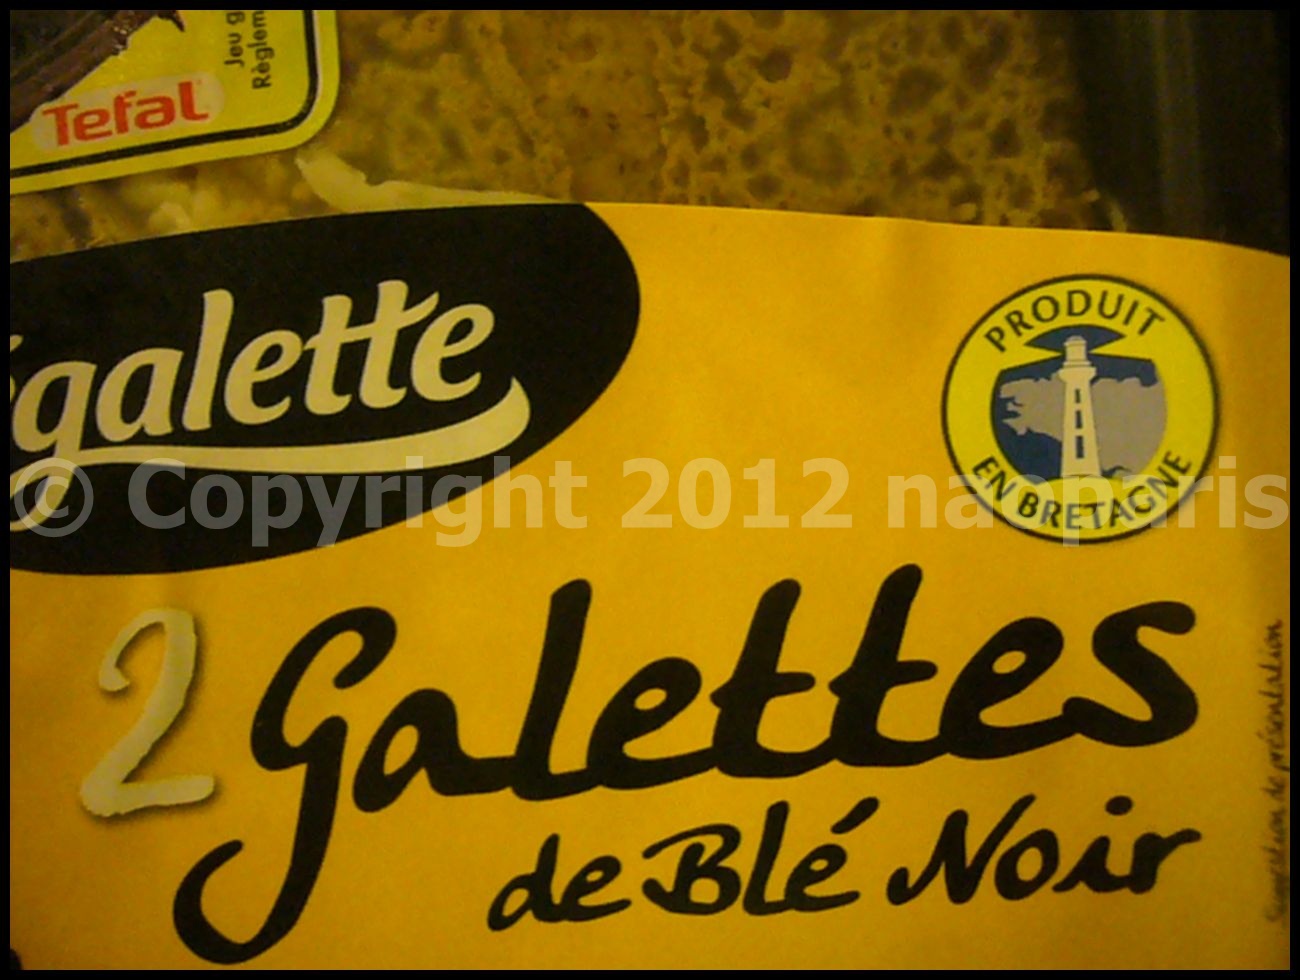 Jeu g
Règlem
Tefal
galette
PRODUIT
EN BRETAGNE
© Copyright 2012 naoparis
2 Galettes
de Blé Noir
Suggestion de présentation